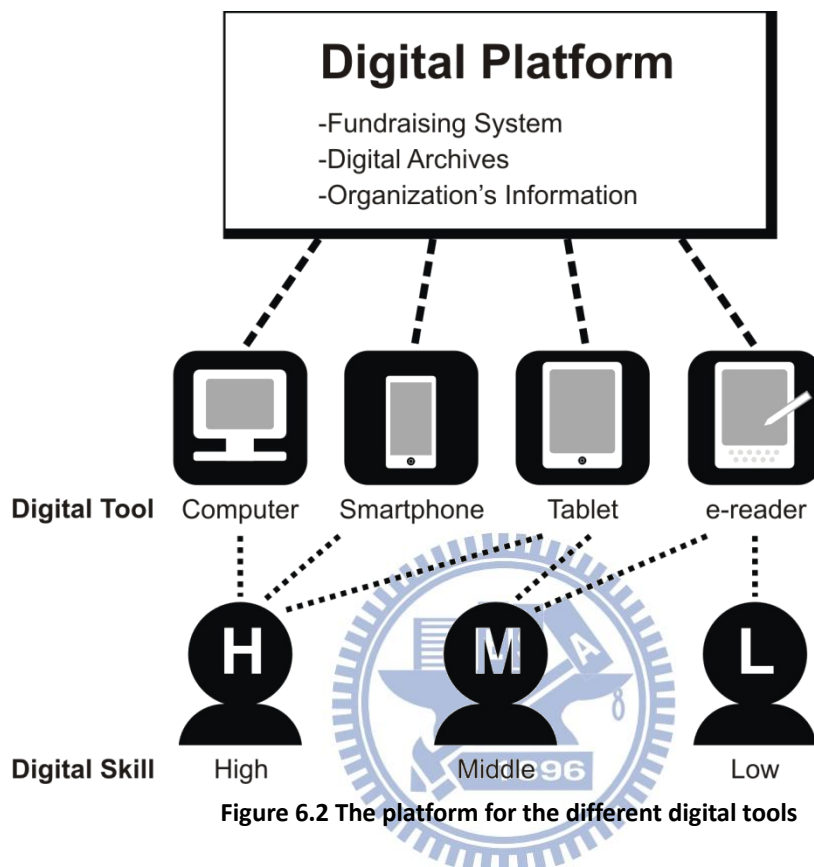 Digital Platform
-Fundraising System
-Digital Archives
-Organization's Information
Digital Tool Computer Smartphone Tablet e-reader
H M L
A
Digital Skill High Middle Low
1896
Figure 6.2 The platform for the different digital tools